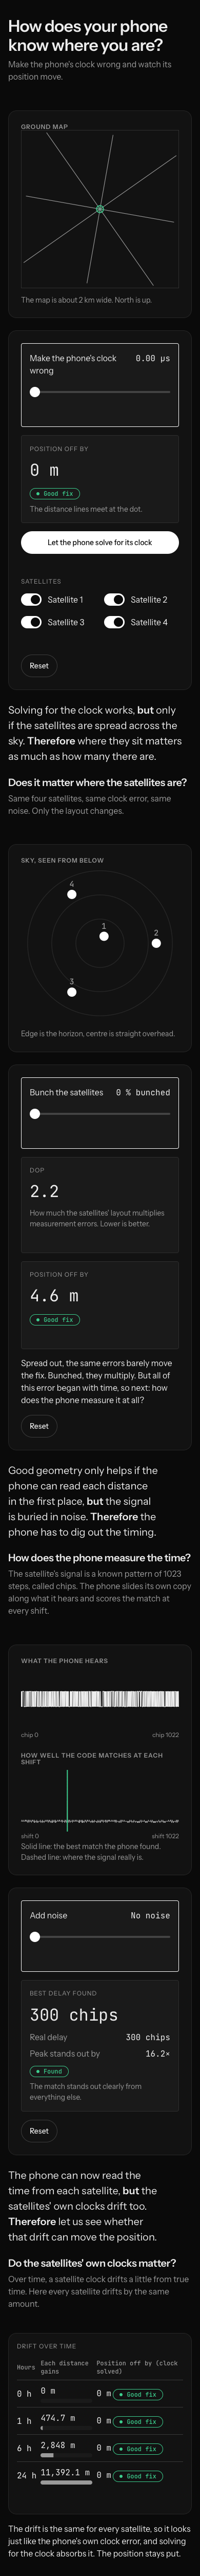 How does your phone
know where you are?
Make the phone's clock wrong and watch its
position move.
GROUND MAP
The map is about 2 km wide. North is up.
Make the phone's clock
wrong
0.00 µs
POSITION OFF BY
0 m
Good fix
The distance lines meet at the dot.
Let the phone solve for its clock
SATELLITES
Satellite 1
Satellite 2
Satellite 3
Satellite 4
Reset
Solving for the clock works, but only
if the satellites are spread across the
sky. Therefore where they sit matters
as much as how many there are.
Does it matter where the satellites are?
Same four satellites, same clock error, same
noise. Only the layout changes.
SKY, SEEN FROM BELOW
4
1
2
3
Edge is the horizon, centre is straight overhead.
Bunch the satellites
0 % bunched
DOP
2.2
How much the satellites' layout multiplies
measurement errors. Lower is better.
POSITION OFF BY
4.6 m
Good fix
Spread out, the same errors barely move
the fix. Bunched, they multiply. But all of
this error began with time, so next: how
does the phone measure it at all?
Reset
Good geometry only helps if the
phone can read each distance
in the first place, but the signal
is buried in noise. Therefore the
phone has to dig out the timing.
How does the phone measure the time?
The satellite's signal is a known pattern of 1023
steps, called chips. The phone slides its own copy
along what it hears and scores the match at
every shift.
WHAT THE PHONE HEARS
chip 0
chip 1022
HOW WELL THE CODE MATCHES AT EACH
SHIFT
shift 0
shift 1022
Solid line: the best match the phone found.
Dashed line: where the signal really is.
Add noise
No noise
BEST DELAY FOUND
300 chips
Real delay
300 chips
Peak stands out by
16.2×
Found
The match stands out clearly from
everything else.
Reset
The phone can now read the
time from each satellite, but the
satellites' own clocks drift too.
Therefore let us see whether
that drift can move the position.
Do the satellites' own clocks matter?
Over time, a satellite clock drifts a little from true
time. Here every satellite drifts by the same
amount.
DRIFT OVER TIME
Hours
Each distance
gains
Position off by (clock
solved)
0 h
0 m
0 m
Good fix
1 h
474.7 m
0 m
Good fix
6 h
2,848 m
0 m
Good fix
24 h
11,392.1 m
0 m
Good fix
The drift is the same for every satellite, so it looks
just like the phone's own clock error, and solving
for the clock absorbs it. The position stays put.